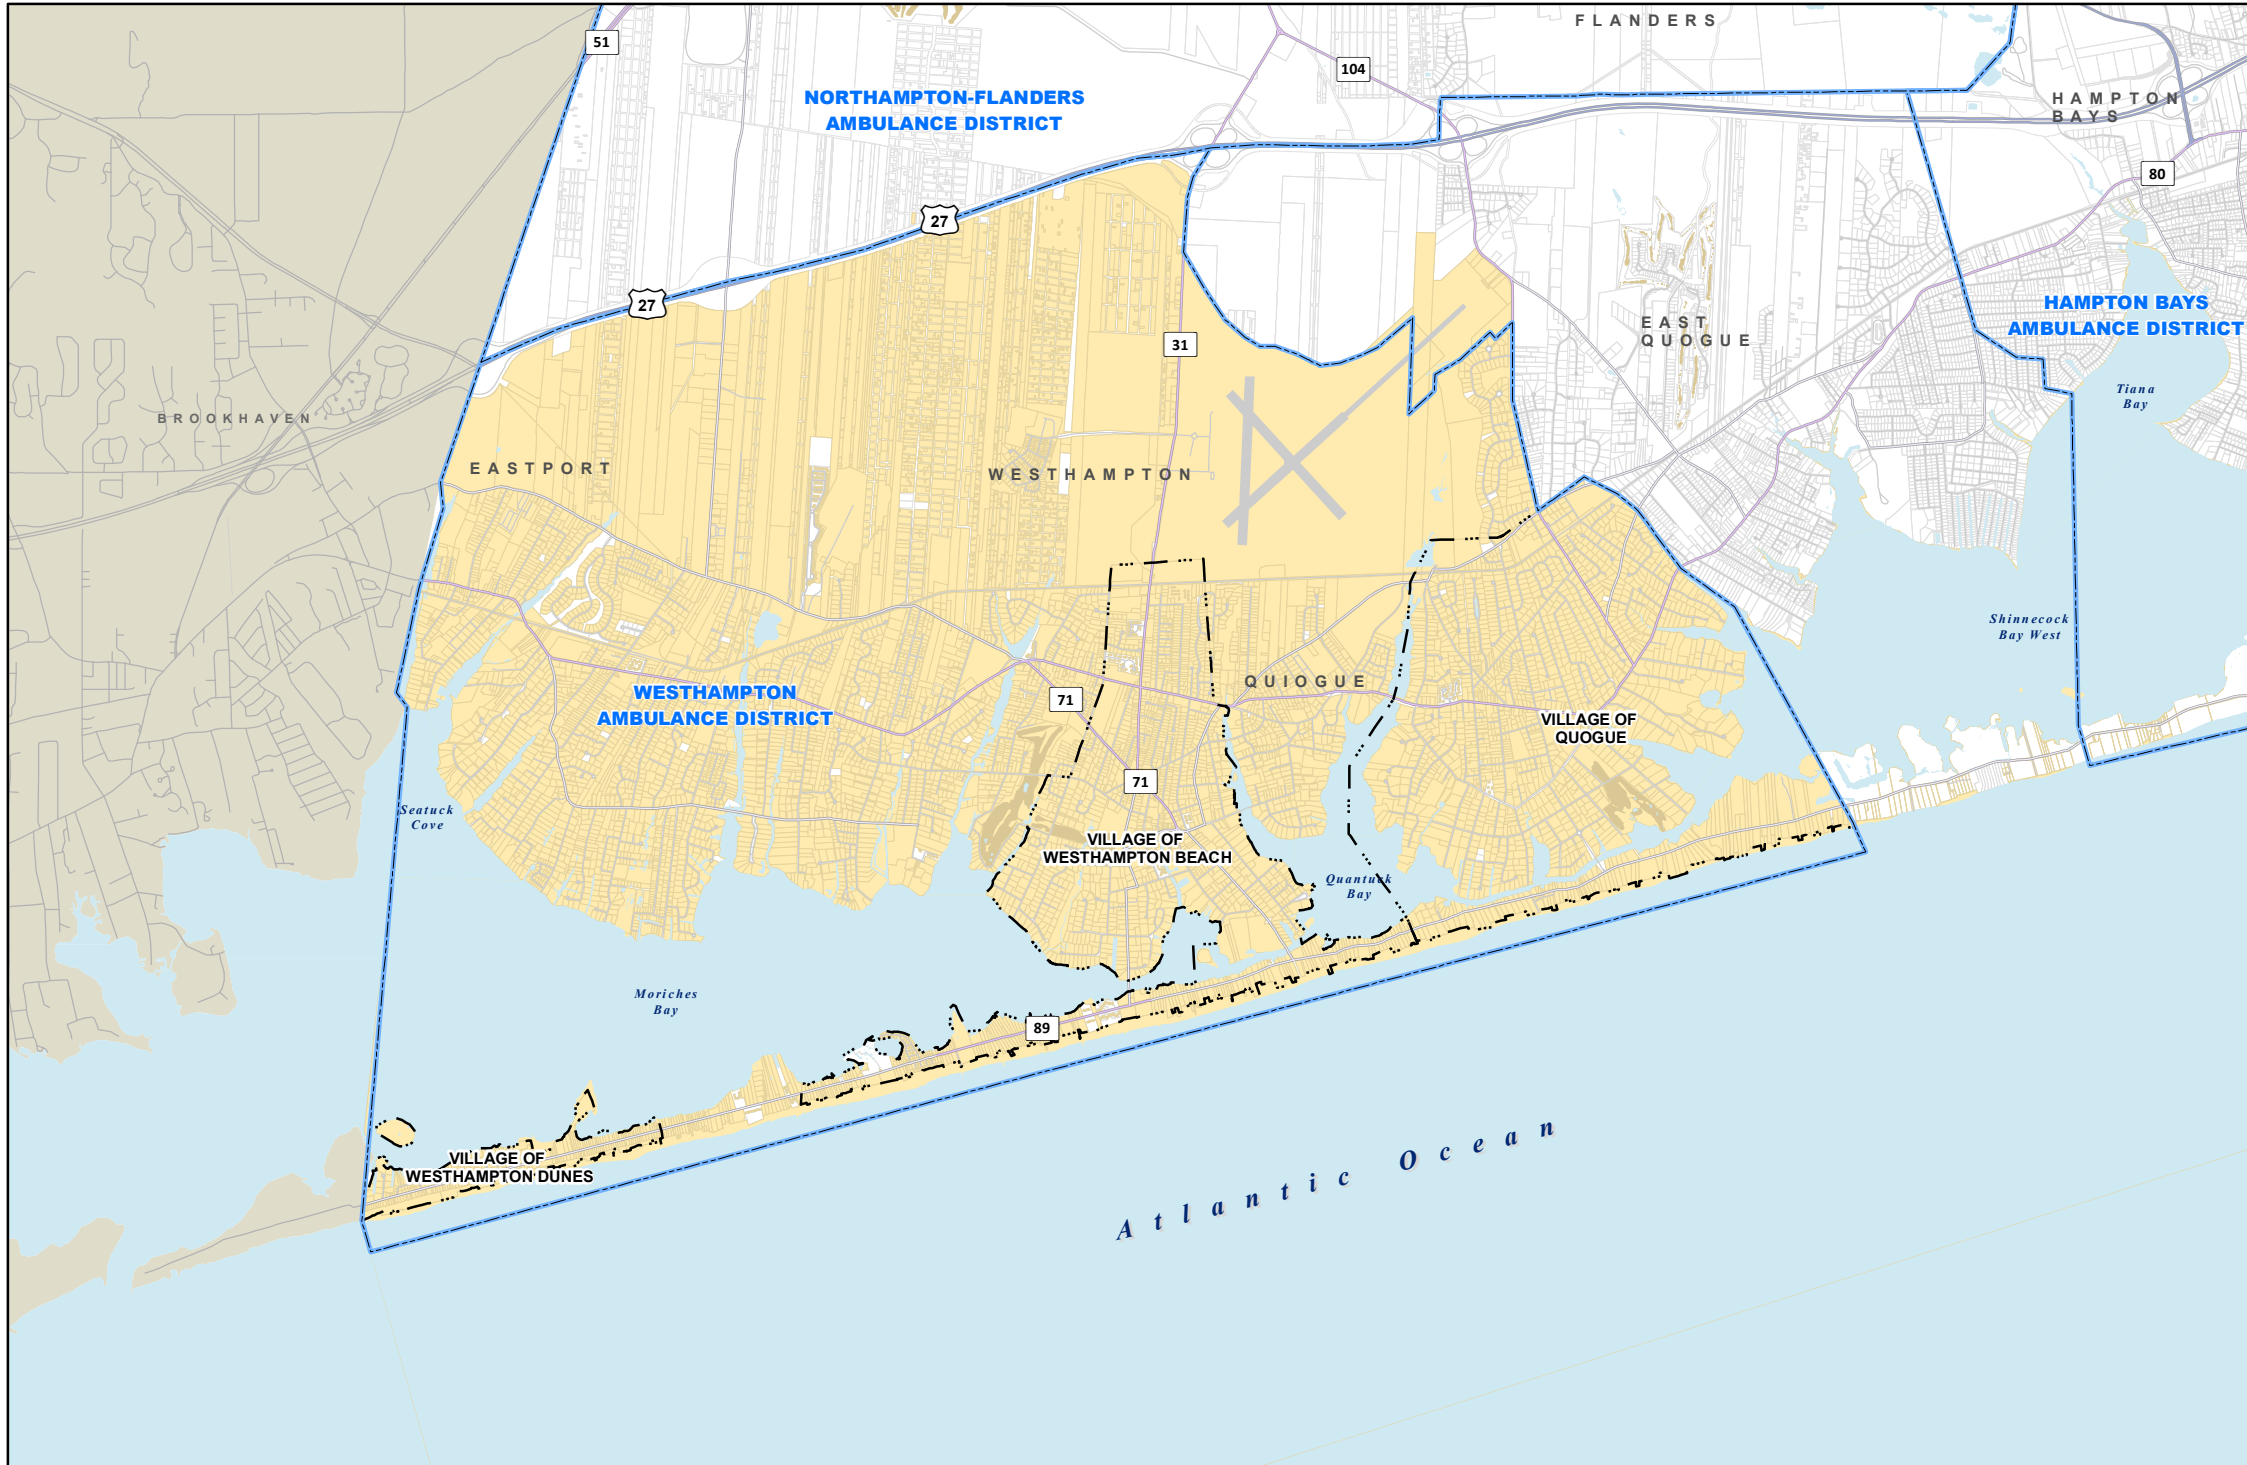 FLANDERS
51
104
NORTHAMPTON-FLANDERS
AMBULANCE DISTRICT
HAMPTON
BAYS
80
27
27
HAMPTON BAYS
AMBULANCE DISTRICT
EAST
QUOGUE
31
Tiana
Bay
BROOKHAVEN
EASTPORT
WESTHAMPTON
Shinnecock
Bay West
QUIOGUE
WESTHAMPTON
AMBULANCE DISTRICT
71
VILLAGE OF
QUOGUE
71
Seatuck
Cove
VILLAGE OF
WESTHAMPTON BEACH
Quantuck
Bay
Moriches
Bay
89
VILLAGE OF
WESTHAMPTON DUNES
Atlantic Ocean